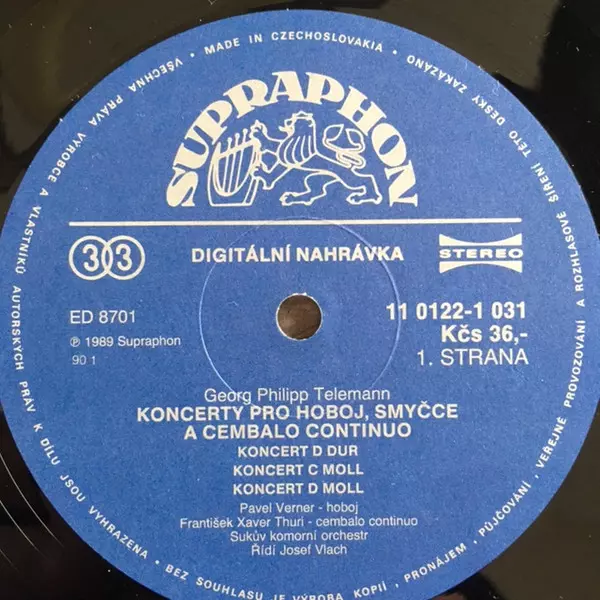 SUPRAPHON
33
DIGITÁLNÍ NAHRÁVKA
STEREO
ED 8701
11 0122-1 031
℗ 1989 Supraphon
Kčs 36,-
90 1
1. STRANA
Georg Philipp Telemann
KONCERTY PRO HOBOJ, SMYČCE
A CEMBALO CONTINUO
KONCERT D DUR
KONCERT C MOLL
KONCERT D MOLL
Pavel Verner - hoboj
František Xaver Thuri - cembalo continuo
Sukův komorní orchestr
Řídí Josef Vlach
• MADE IN CZECHOSLOVAKIA • VŠECHNA PRÁVA VÝROBCE A VLASTNÍKŮ AUTORSKÝCH PRÁV K DÍLU JSOU VYHRAZENA • BEZ SOUHLASU JE VÝROBA KOPIÍ, PRONÁJEM, PŮJČOVÁNÍ, VEŘEJNÉ PROVOZOVÁNÍ A ROZHLASOVÉ ŠÍŘENÍ TÉTO DESKY ZAKÁZÁNO